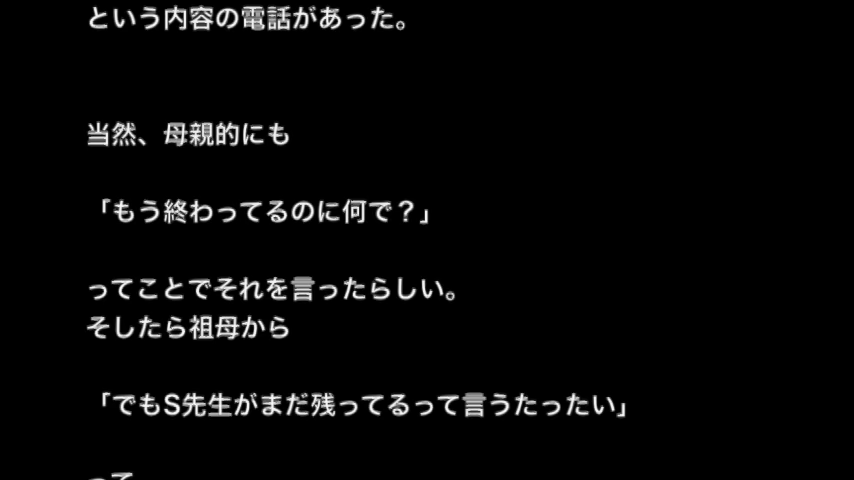 という内容の電話があった。
当然、母親的にも
「もう終わってるのに何で？」
ってことでそれを言ったらしい。
そしたら祖母から
「でもS先生がまだ残ってるって言うたったい」
って